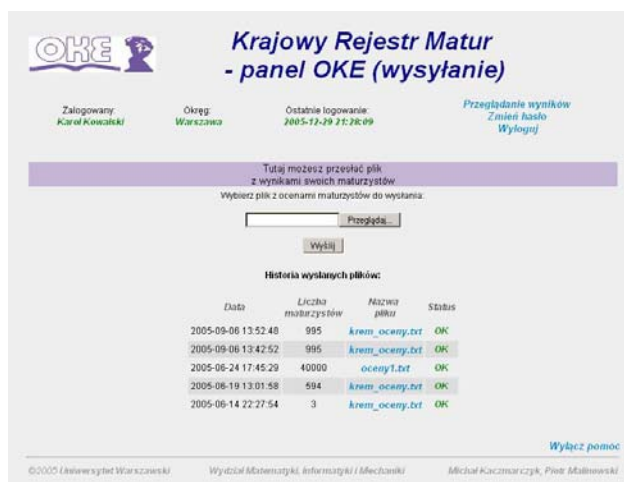 OKE
Krajowy Rejestr Matur
- panel OKE (wysyłanie)
Zalogowany: Okręg: Ostatnie logowanie: Przeglądanie wyników
Karol Kowalski Warszawa 2005-12-29 21:28:09 Zmień hasło
Wyloguj
Tutaj możesz przesłać plik
z wynikami swoich maturzystów
Wybierz plik z ocenami maturzystów do wysłania:
Przeglądaj...
Wyślij
Historia wysłanych plików:
Data Liczba maturzystów Nazwa pliku Status
2005-09-06 13:52:48 995 krem_oceny.txt OK
2005-09-06 13:42:52 995 krem_oceny.txt OK
2005-06-24 17:45:29 40000 oceny1.txt OK
2005-06-19 13:01:58 594 krem_oceny.txt OK
2005-06-14 22:27:54 3 krem_oceny.txt OK
Wyłącz pomoc
©2005 Uniwersytet Warszawski Wydział Matematyki, Informatyki i Mechaniki Michał Kaczmarczyk, Piotr Malinowski